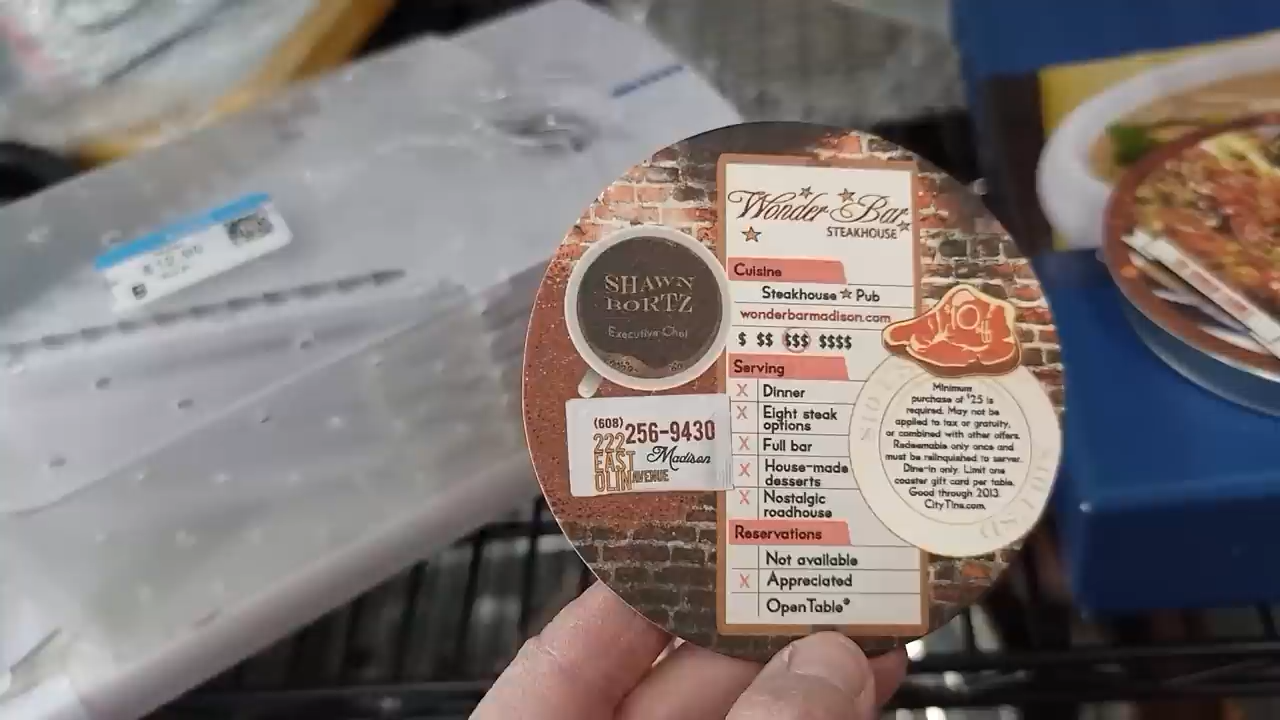 Wonder Bar
STEAKHOUSE
SHAWN
BORTZ
Executive Chef
(608)
256-9430
222
EAST
OLIN
AVENUE
Madison
Cuisine
Steakhouse ★ Pub
wonderbarmadison.com
$ $$ $$$ $$$$
Serving
X Dinner
X Eight steak
options
X Full bar
X House-made
desserts
X Nostalgic
roadhouse
Reservations
Not available
X Appreciated
OpenTable®
$10 off
Minimum
purchase of $25 is
required. May not be
applied to tax or gratuity,
or combined with other offers.
Redeemable only once and
must be relinquished to server.
Dine-in only. Limit one
coaster gift card per table.
Good through 2013.
CityTins.com.